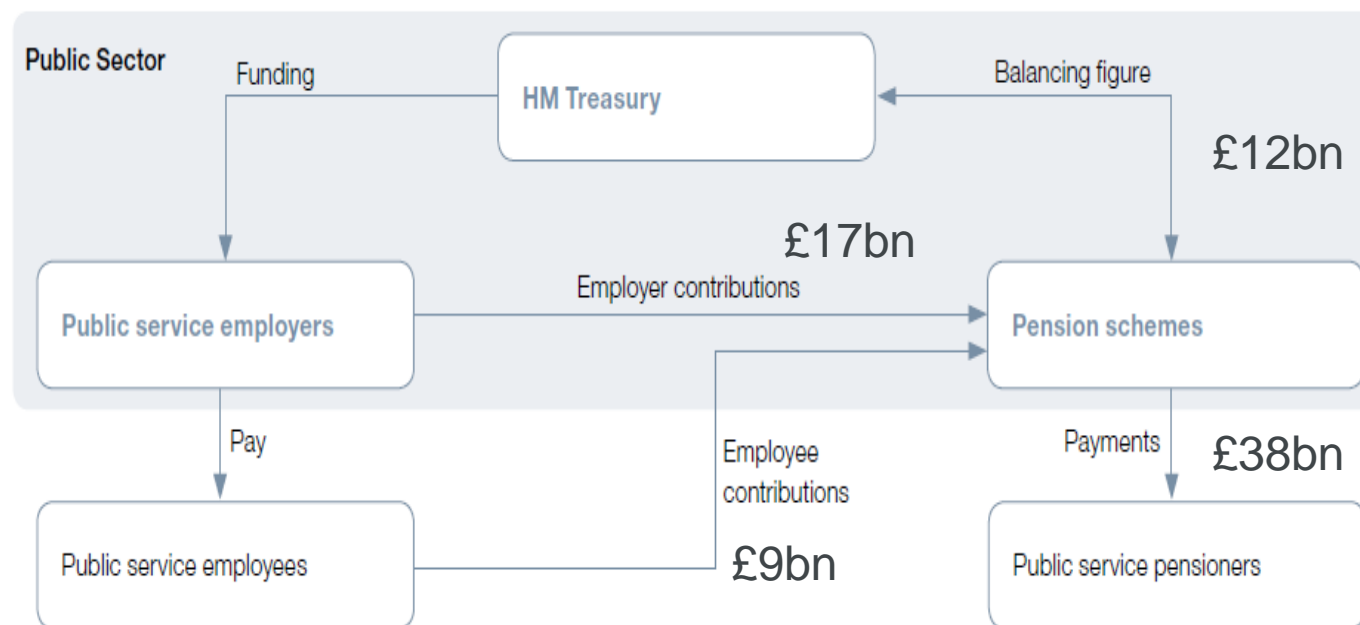 Public Sector
Funding
HM Treasury
Balancing figure
£12bn
£17bn
Employer contributions
Public service employers
Pension schemes
Pay
Employee
contributions
Payments
£38bn
Public service employees
£9bn
Public service pensioners